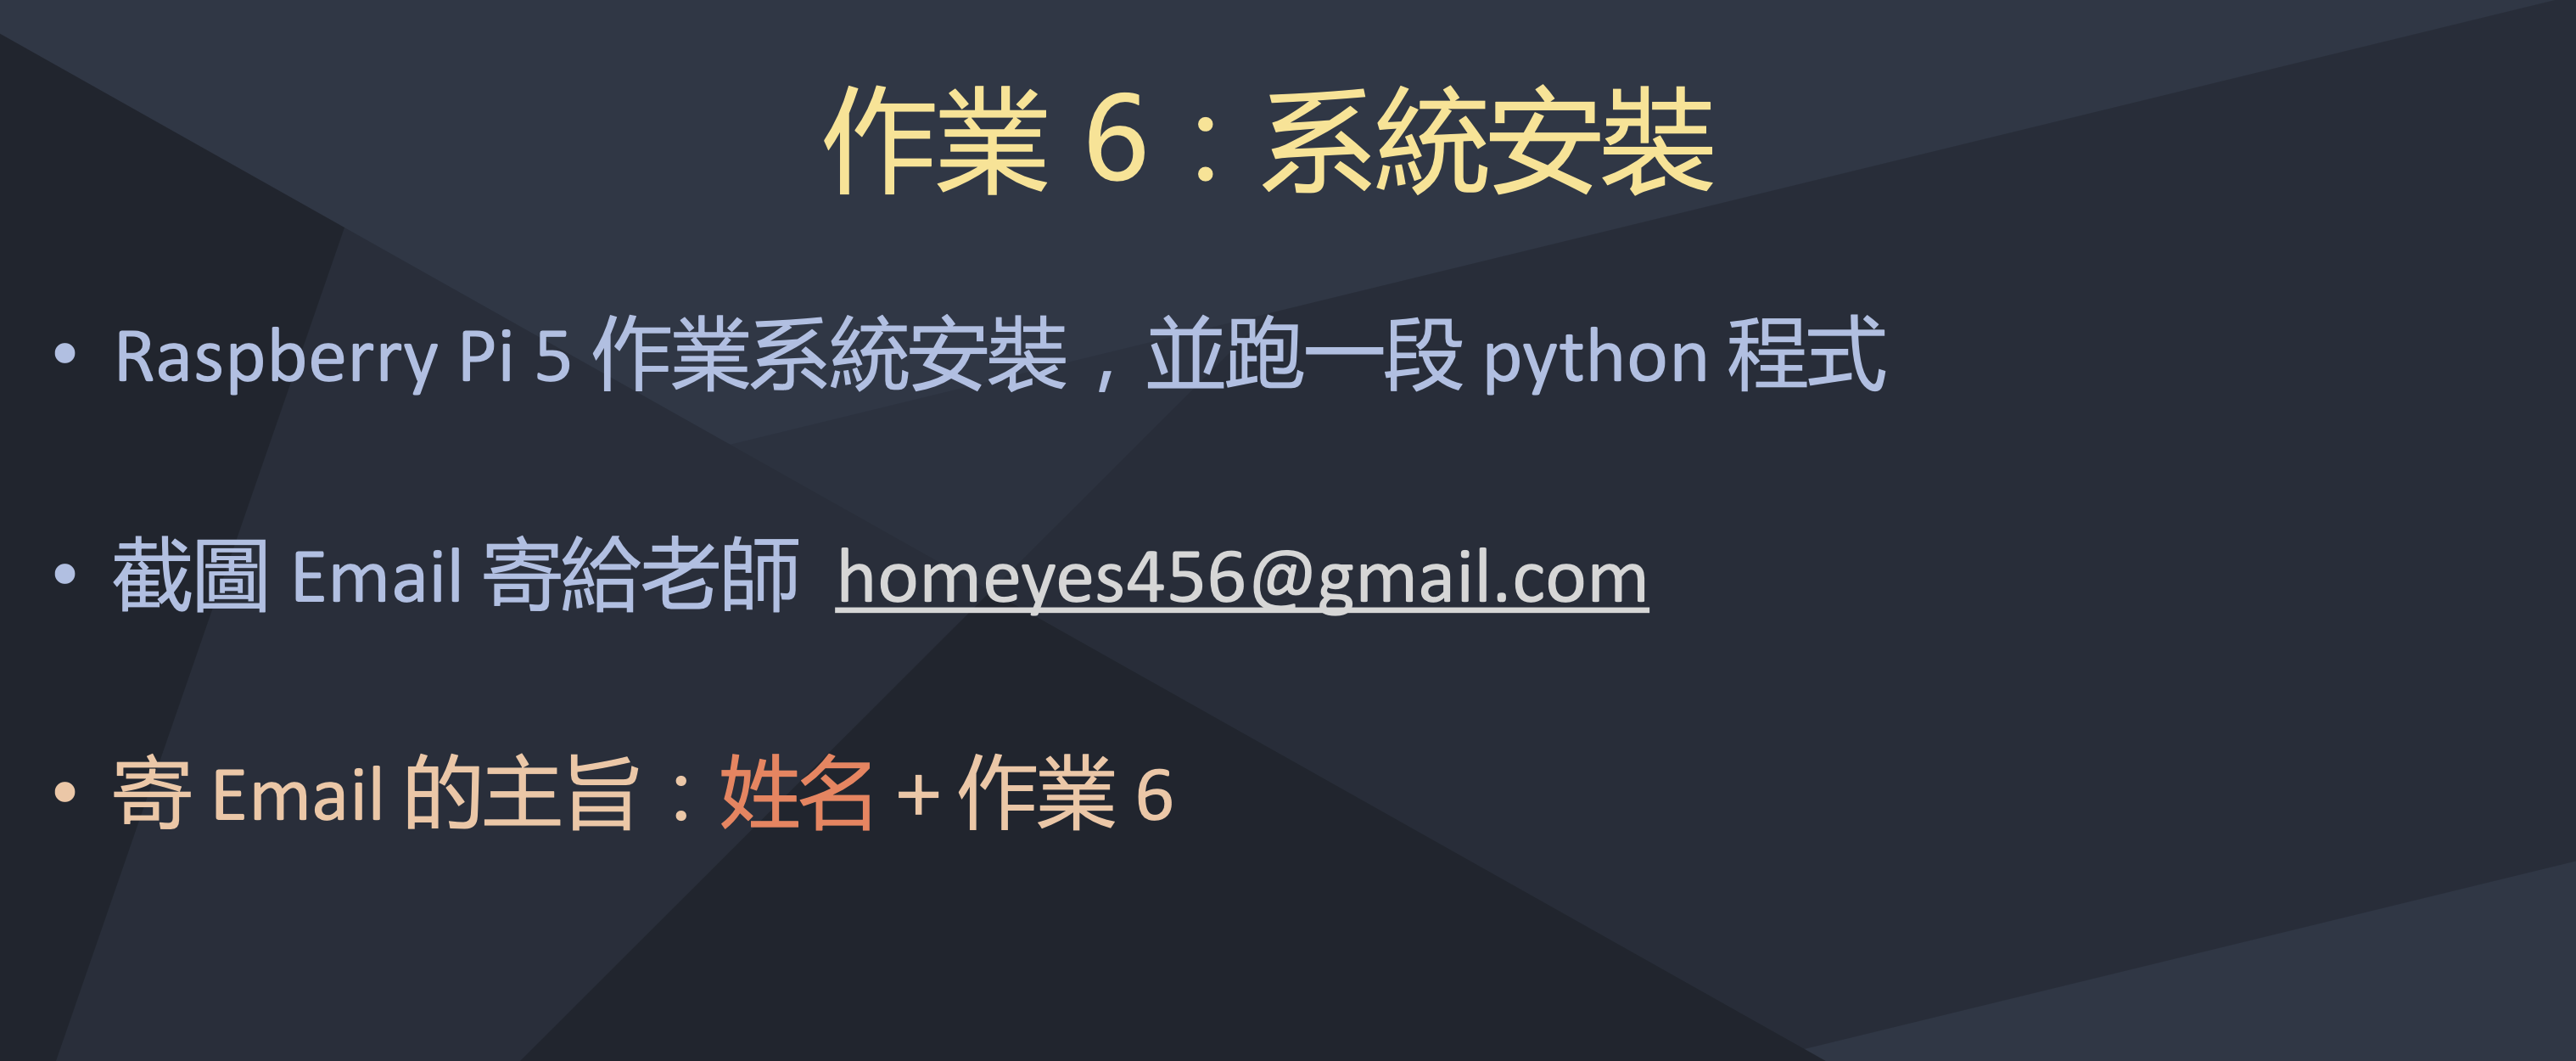 作業 6：系統安裝
• Raspberry Pi 5 作業系統安裝，並跑一段 python 程式
• 截圖 Email 寄給老師 homeyes456@gmail.com
• 寄 Email 的主旨：姓名 + 作業 6